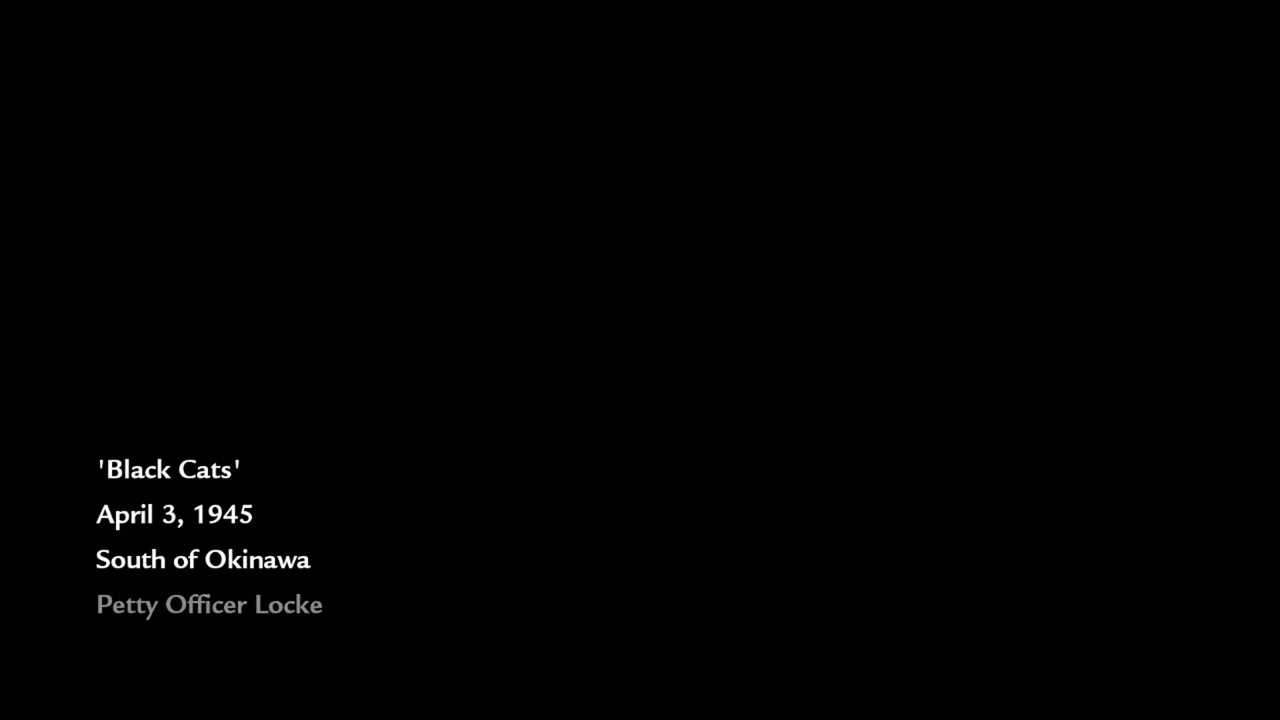 'Black Cats'
April 3, 1945
South of Okinawa
Petty Officer Locke